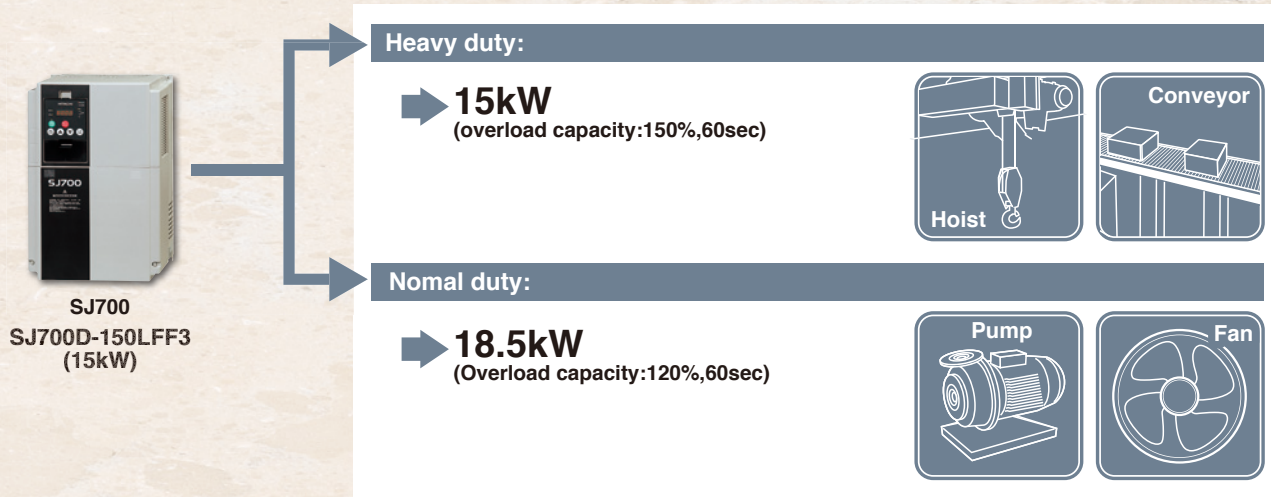 Heavy duty:
15kW
(overload capacity:150%,60sec)
Hoist
Conveyor
SJ700
SJ700
SJ700D-150LFF3
(15kW)
Nomal duty:
18.5kW
(Overload capacity:120%,60sec)
Pump
Fan